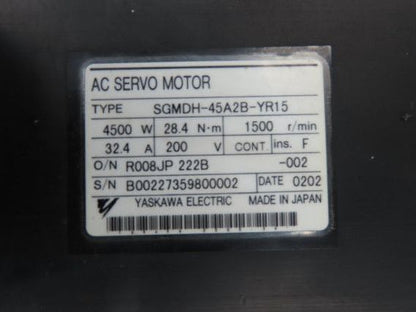 AC SERVO MOTOR
TYPE SGMDH-45A2B-YR15
4500 W 28.4 N·m 1500 r/min
32.4 A 200 V CONT. ins. F
O/N R008JP 222B -002
S/N B00227359800002 DATE 0202
YASKAWA ELECTRIC MADE IN JAPAN